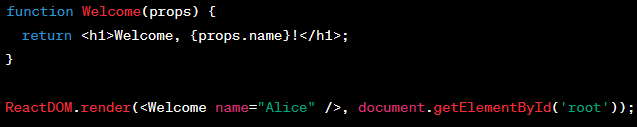 function Welcome(props) {
  return <h1>Welcome, {props.name}!</h1>;
}
ReactDOM.render(<Welcome name="Alice" />, document.getElementById('root'));